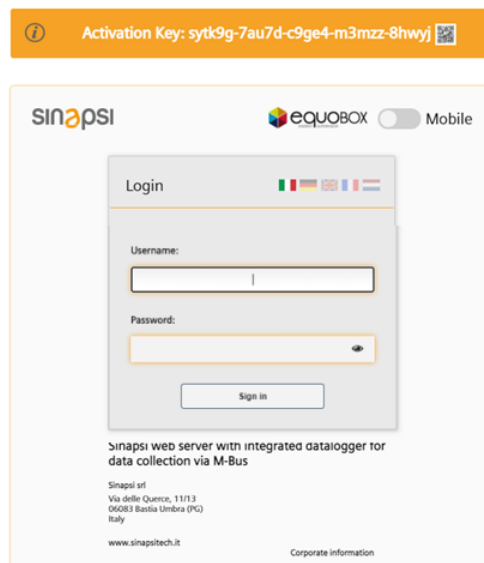 Activation Key: sytk9g-7au7d-c9ge4-m3mzz-8hwyj
sinapsi
equobox
Mobile
Login
Username:
Password:
Sign in
Sinapsi web server with integrated datalogger for
data collection via M-Bus
Sinapsi srl
Via delle Querce, 11/13
06083 Bastia Umbra (PG)
Italy
www.sinapsitech.it
Corporate information